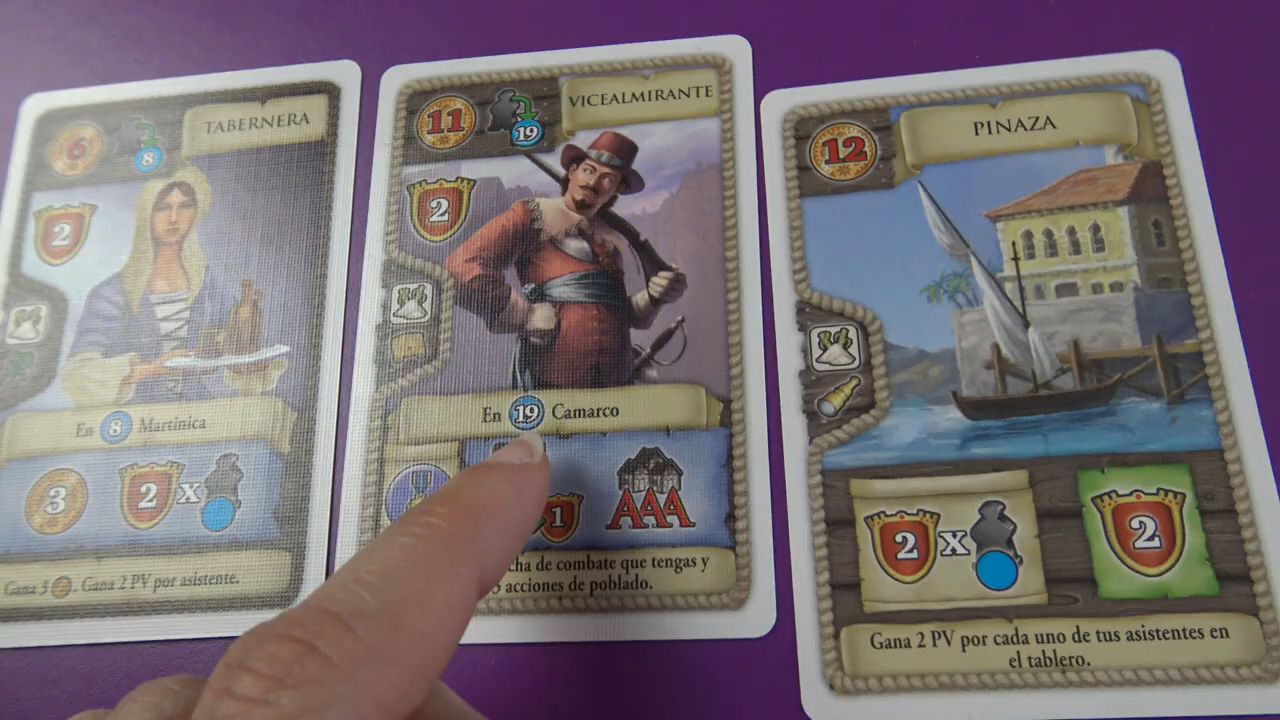 6
8
TABERNERA
2
En 8 Martinica
3
2 x
Gana 3 . Gana 2 PV por asistente.
11
19
VICEALMIRANTE
2
En 19 Camarco
1
AAA
cha de combate que tengas y
acciones de poblado.
12
PINAZA
2 x
2
Gana 2 PV por cada uno de tus asistentes en
el tablero.